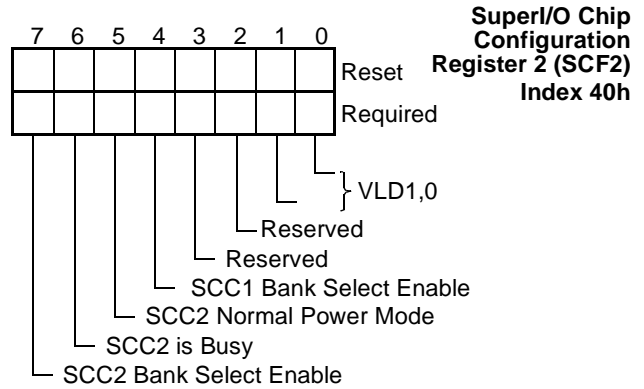 SuperI/O Chip
Configuration
Register 2 (SCF2)
Index 40h
7 6 5 4 3 2 1 0
Reset
Required
VLD1,0
Reserved
Reserved
SCC1 Bank Select Enable
SCC2 Normal Power Mode
SCC2 is Busy
SCC2 Bank Select Enable